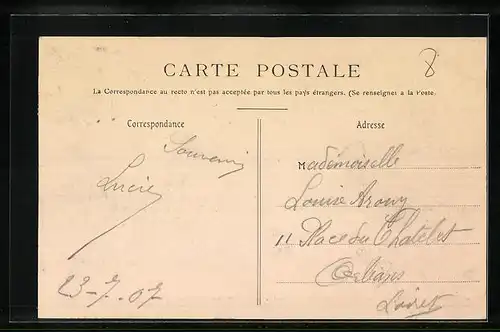 8
CARTE POSTALE
La Correspondance au recto n'est pas acceptée par tous les pays étrangers. (Se renseigner à la Poste.
Correspondance
Souvenir
Lucie
23-7-07
Adresse
Mademoiselle
Louise
11 Place du Chatelet
Orléans
Loiret